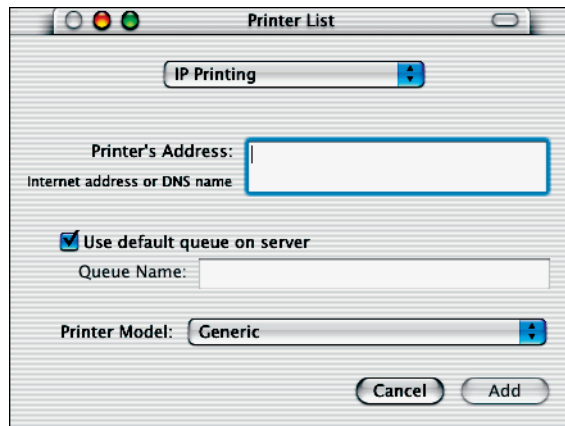 Printer List
IP Printing
Printer's Address:
Internet address or DNS name
Use default queue on server
Queue Name:
Printer Model: Generic
Cancel Add